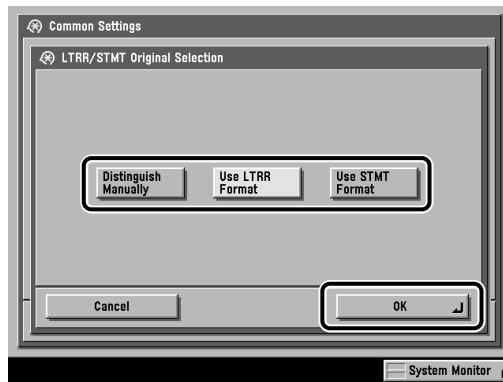 Common Settings
LTRR/STMT Original Selection
Distinguish
Manually
Use LTRR
Format
Use STMT
Format
Cancel
OK
System Monitor